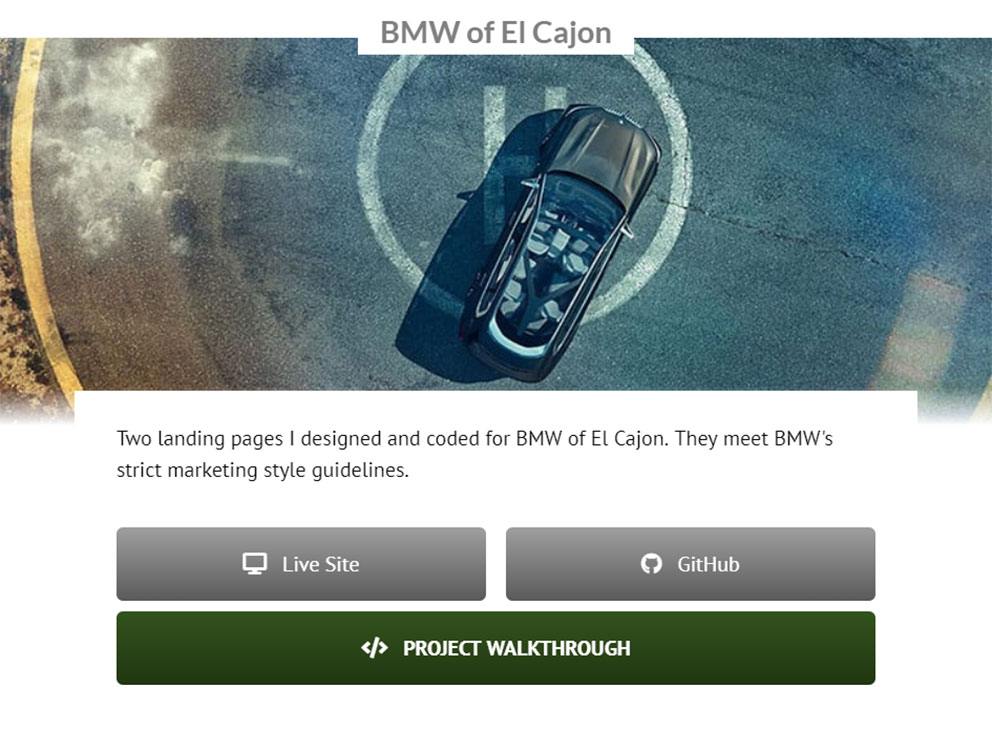 BMW of El Cajon
H
Two landing pages I designed and coded for BMW of El Cajon. They meet BMW's
strict marketing style guidelines.
Live Site
GitHub
PROJECT WALKTHROUGH